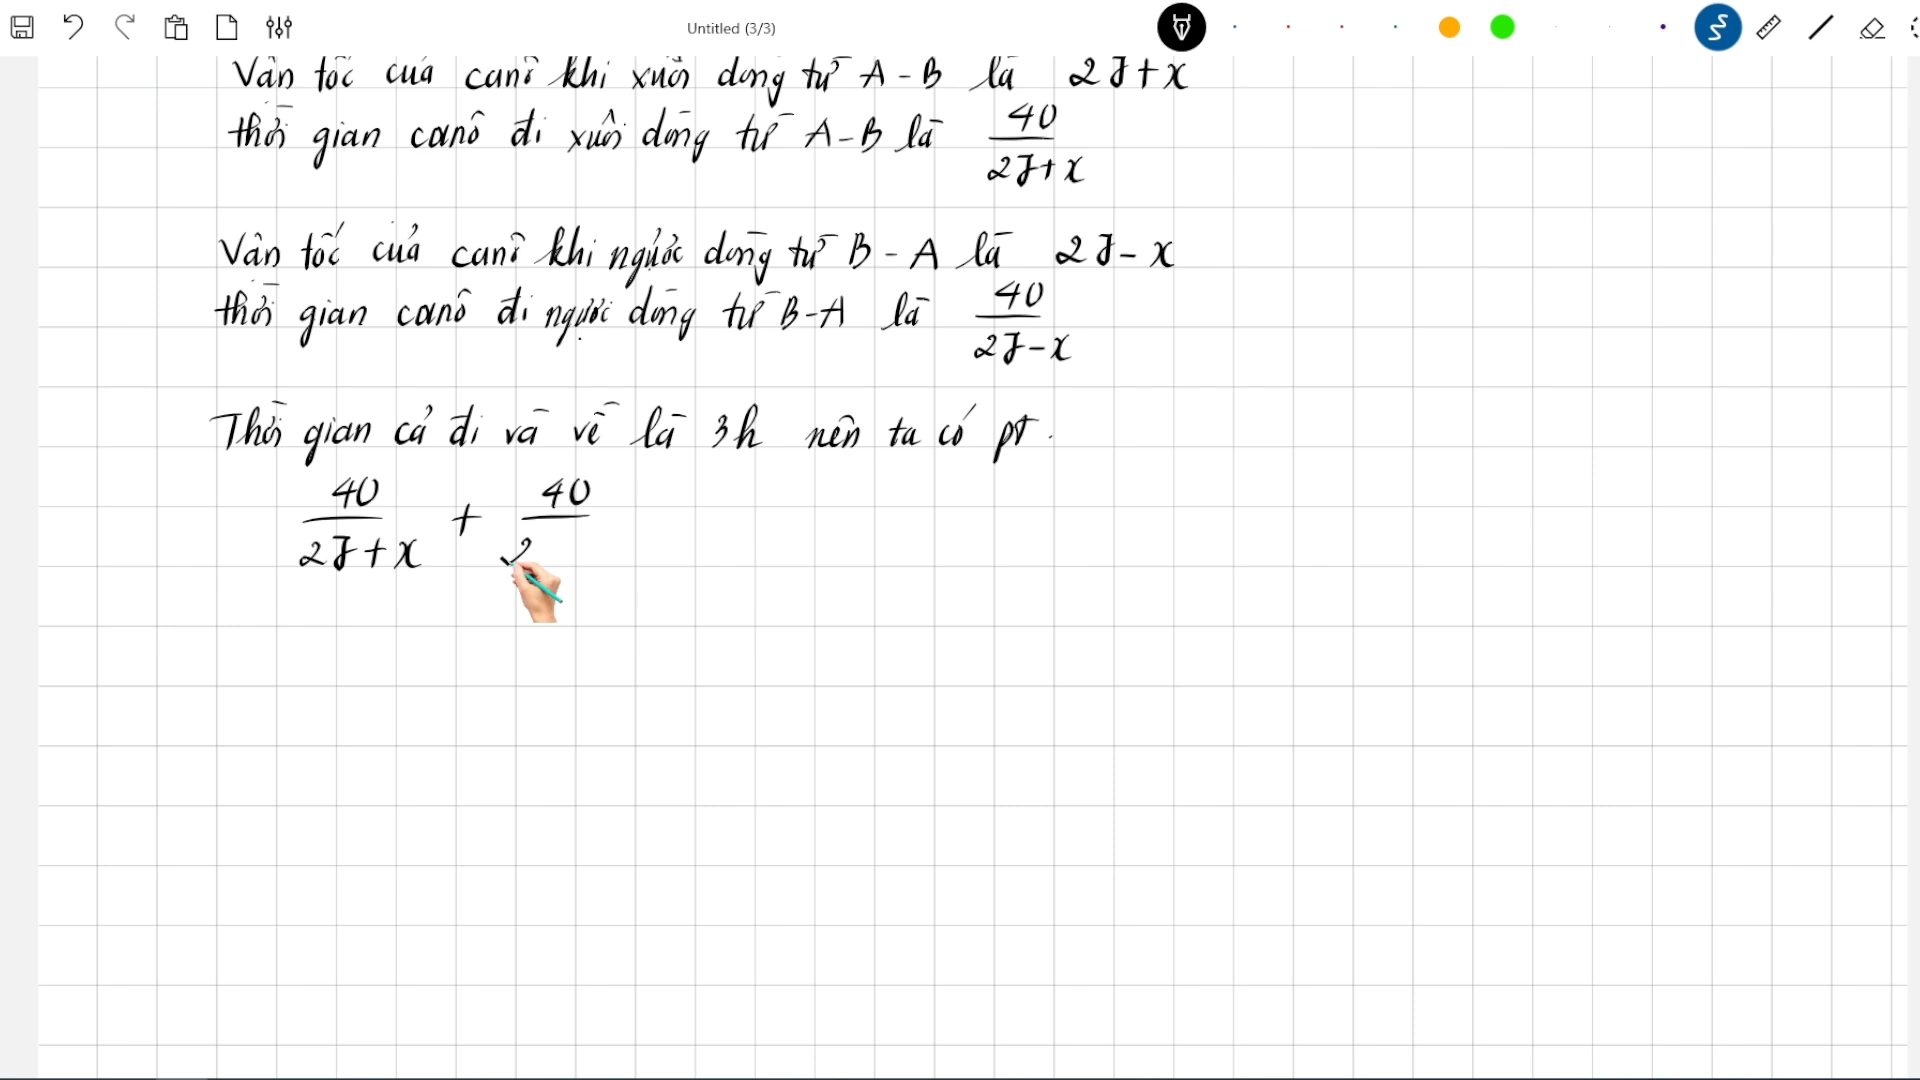 Untitled (3/3)
Vận tốc của canô khi xuôi dòng từ A - B là 27+x
thời gian canô đi xuôi dòng từ A-B là 40/27+x
Vận tốc của canô khi ngược dòng từ B - A là 27-x
thời gian canô đi ngược dòng từ B-A là 40/27-x
Thời gian cả đi và về là 3h nên ta có pt.
40/27+x + 40/2